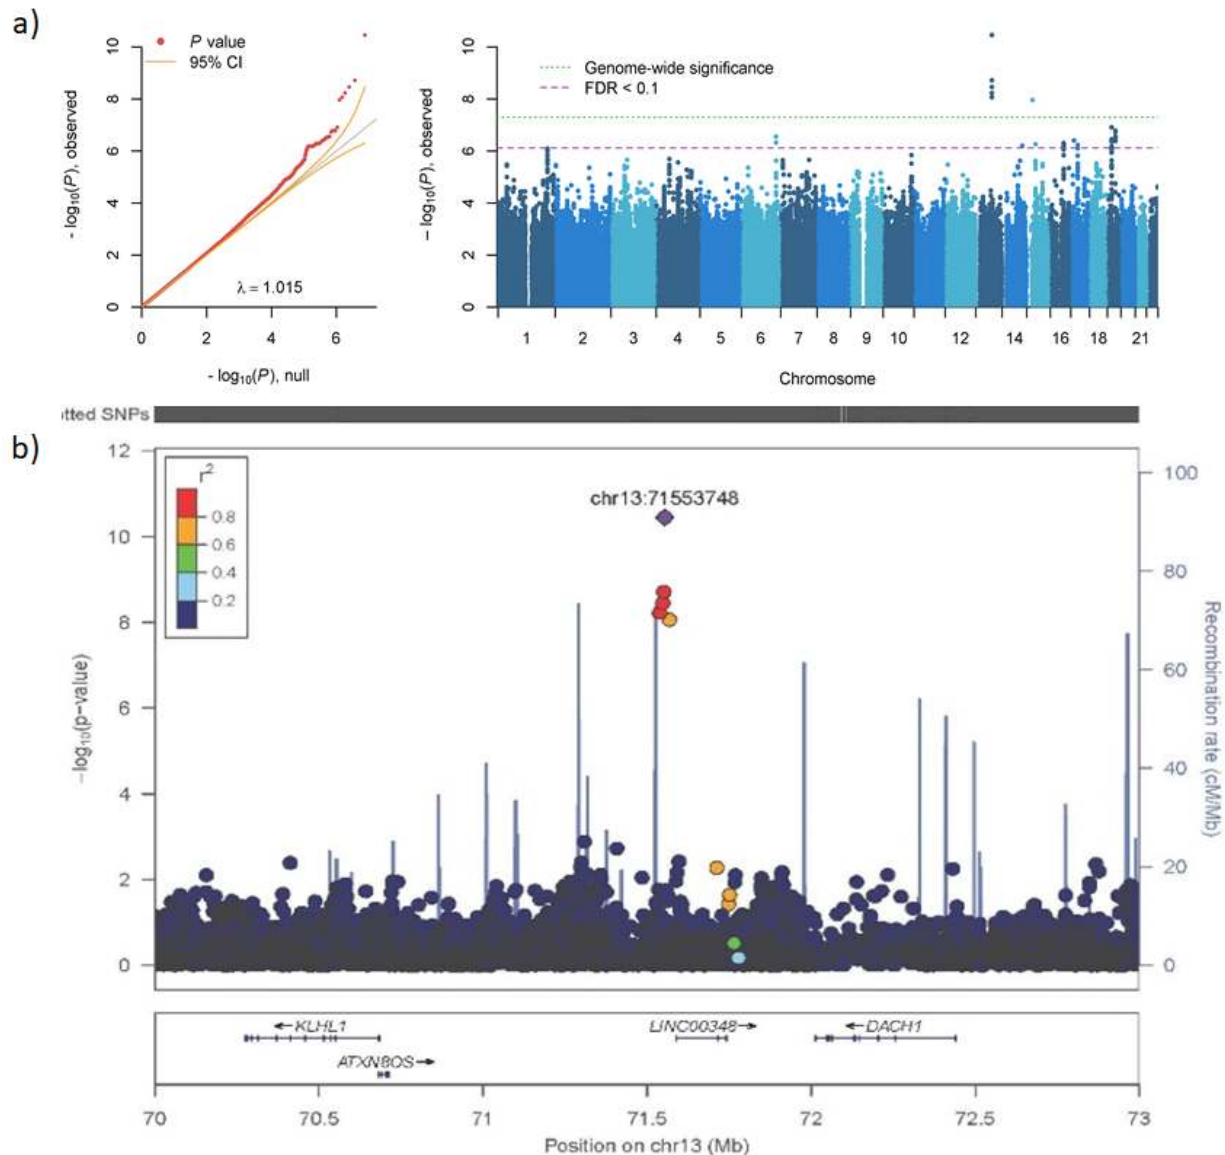 a)
P value
95% CI
- log10(P), observed
10
8
6
4
2
0
λ = 1.015
0 2 4 6
- log10(P), null
– log10(P), observed
10
8
6
4
2
0
Genome-wide significance
FDR < 0.1
1 2 3 4 5 6 7 8 9 10 12 14 16 18 21
Chromosome
b)
itted SNPs
–log10(p–value)
12
10
8
6
4
2
0
r2
0.8
0.6
0.4
0.2
chr13:71553748
100
80
60
40
20
0
Recombination rate (cM/Mb)
←KLHL1
LINC00348→
←DACH1
ATXN8OS→
70 70.5 71 71.5 72 72.5 73
Position on chr13 (Mb)